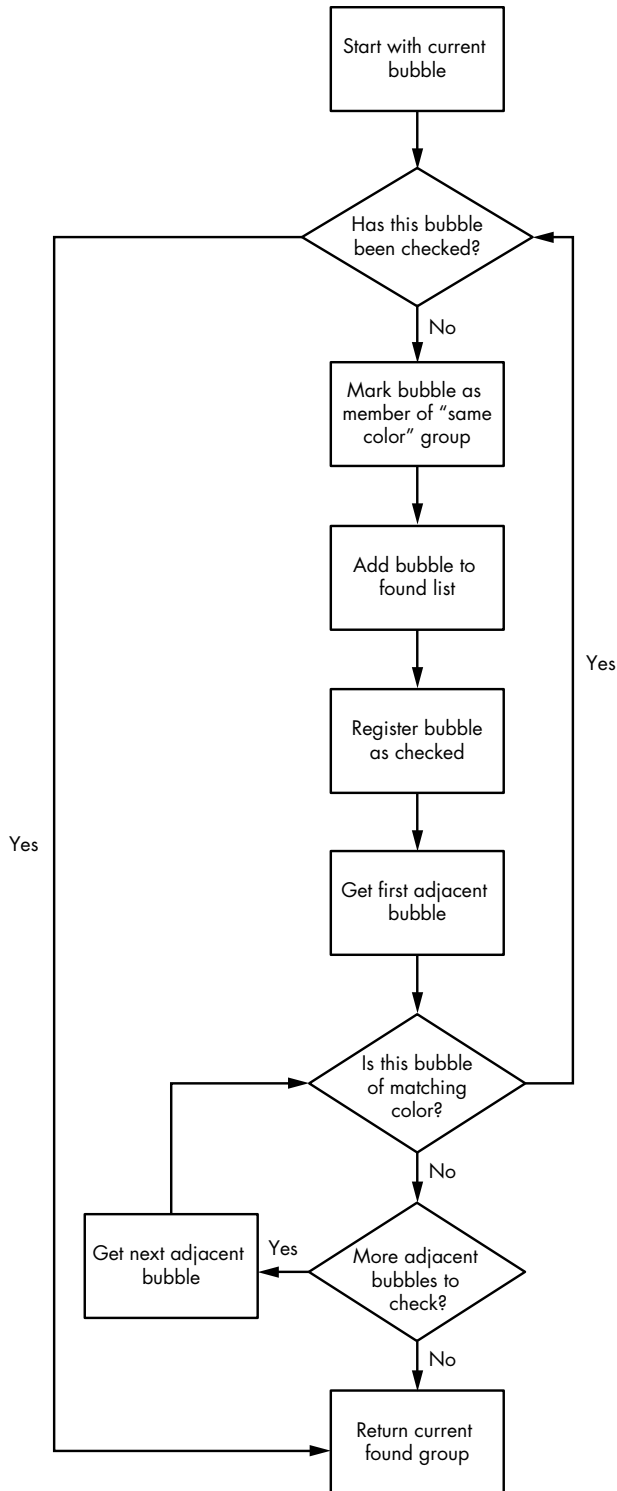 Start with current
bubble
Has this bubble
been checked?
No
Mark bubble as
member of “same
color” group
Add bubble to
found list
Yes
Register bubble
as checked
Yes
Get first adjacent
bubble
Is this bubble
of matching
color?
No
Get next adjacent
bubble
Yes
More adjacent
bubbles to
check?
No
Return current
found group